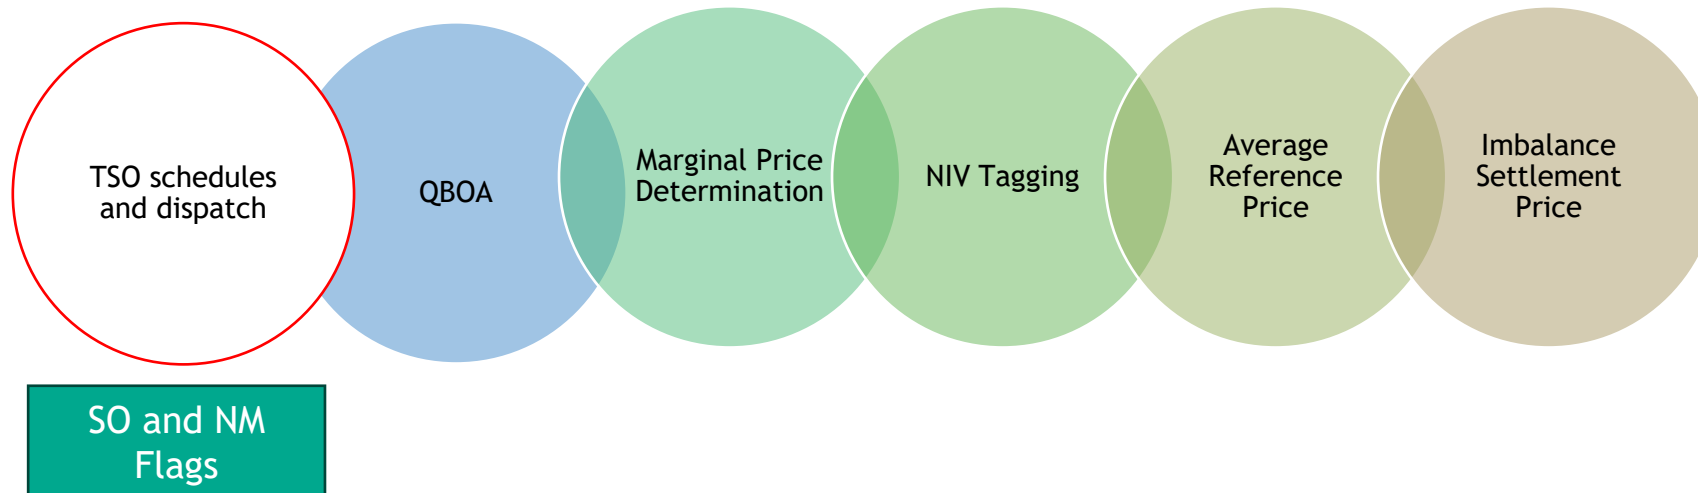 TSO schedules
and dispatch
QBOA
Marginal Price
Determination
NIV Tagging
Average
Reference
Price
Imbalance
Settlement
Price
SO and NM
Flags